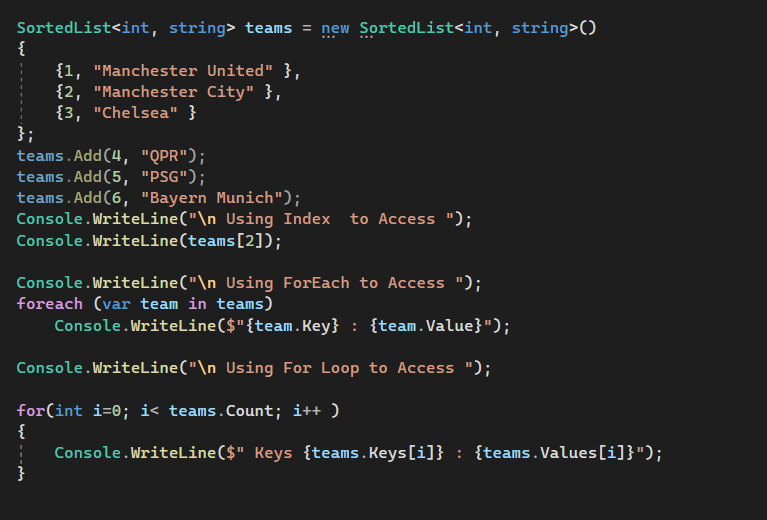 SortedList<int, string> teams = new SortedList<int, string>()
{
    {1, "Manchester United" },
    {2, "Manchester City" },
    {3, "Chelsea" }
};
teams.Add(4, "QPR");
teams.Add(5, "PSG");
teams.Add(6, "Bayern Munich");
Console.WriteLine("\n Using Index  to Access ");
Console.WriteLine(teams[2]);

Console.WriteLine("\n Using ForEach to Access ");
foreach (var team in teams)
    Console.WriteLine($"{team.Key} : {team.Value}");

Console.WriteLine("\n Using For Loop to Access ");

for(int i=0; i< teams.Count; i++ )
{
    Console.WriteLine($" Keys {teams.Keys[i]} : {teams.Values[i]}");
}